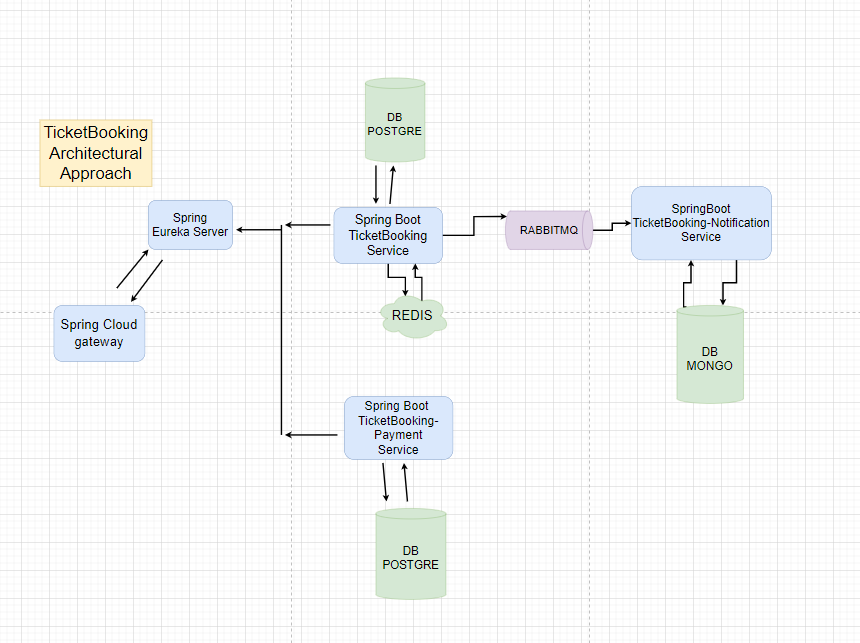 DB
POSTGRE
TicketBooking
Architectural
Approach
Spring
Eureka Server
Spring Boot
TicketBooking
Service
RABBITMQ
SpringBoot
TicketBooking-Notification
Service
REDIS
Spring Cloud
gateway
DB
MONGO
Spring Boot
TicketBooking-
Payment
Service
DB
POSTGRE